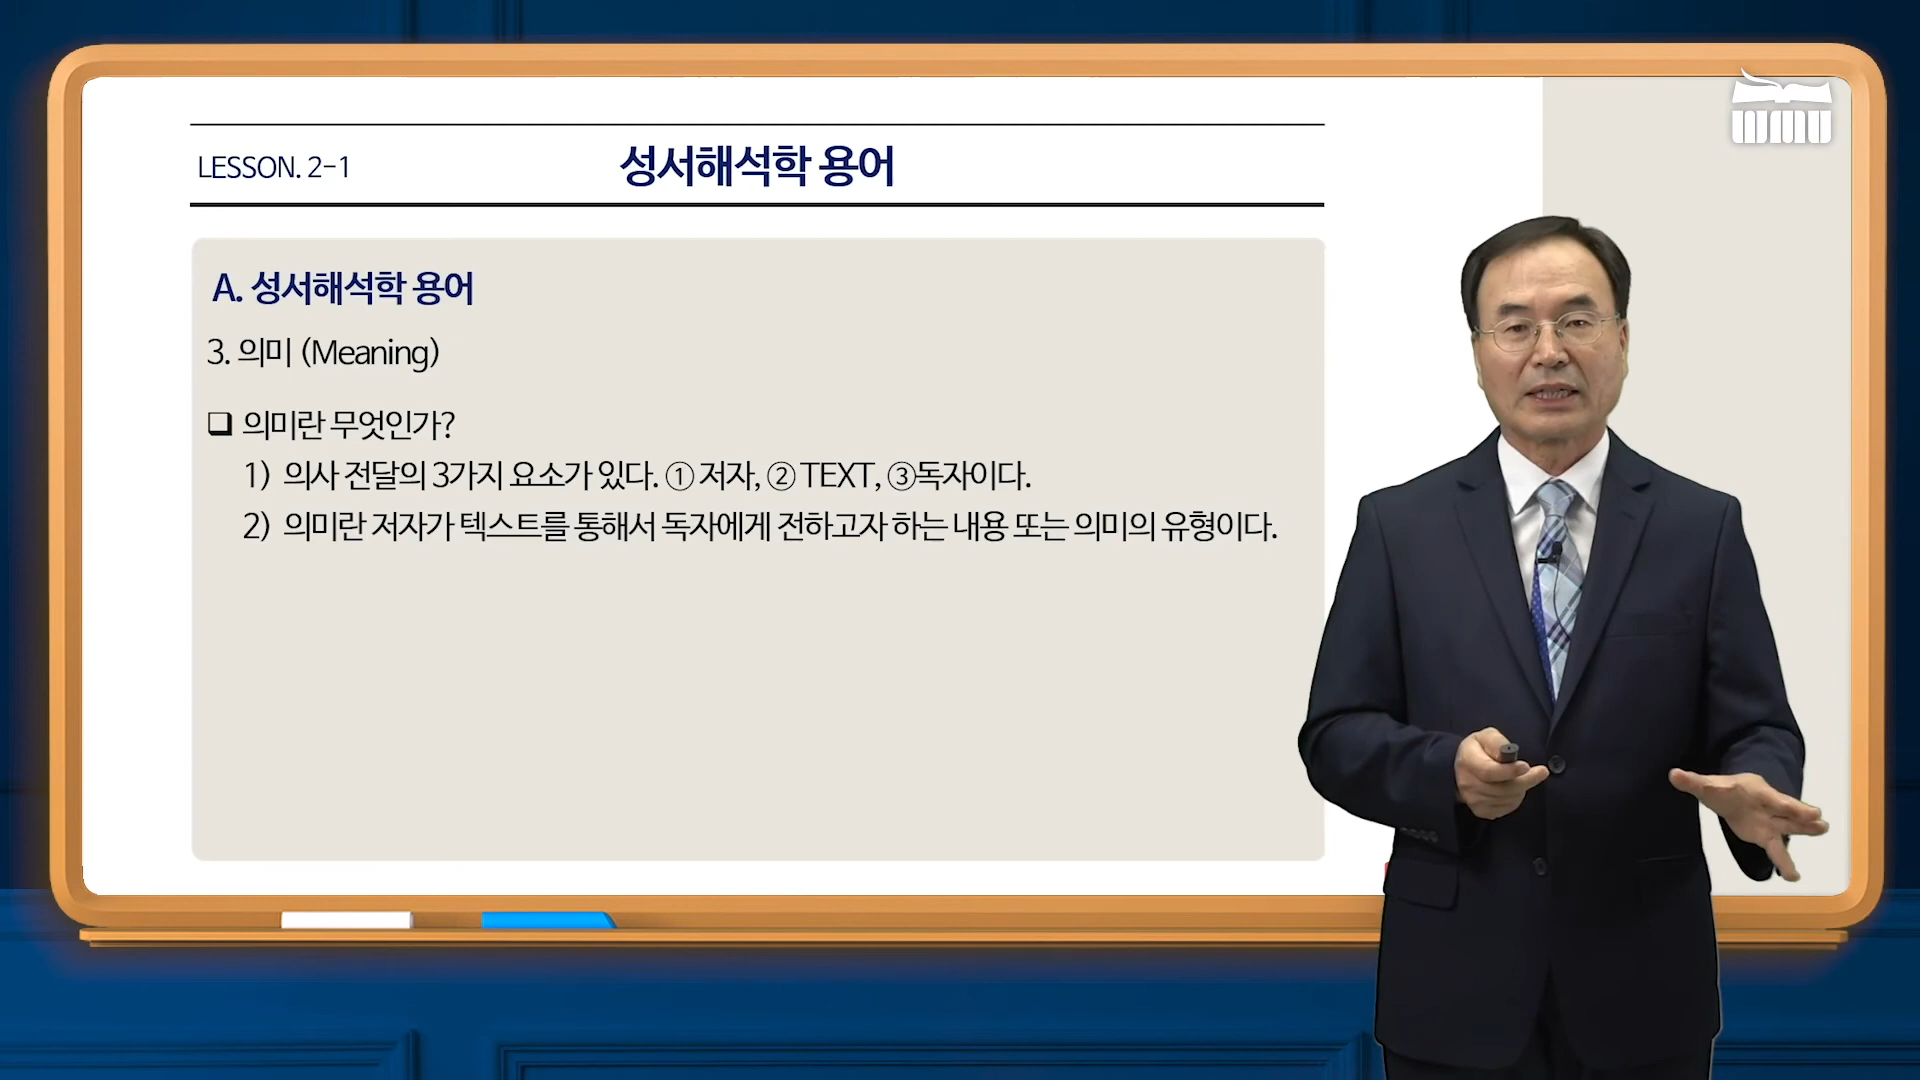 LESSON. 2-1
성서해석학 용어
A. 성서해석학 용어
3. 의미 (Meaning)
❑ 의미란 무엇인가?
1) 의사 전달의 3가지 요소가 있다. ① 저자, ② TEXT, ③독자이다.
2) 의미란 저자가 텍스트를 통해서 독자에게 전하고자 하는 내용 또는 의미의 유형이다.